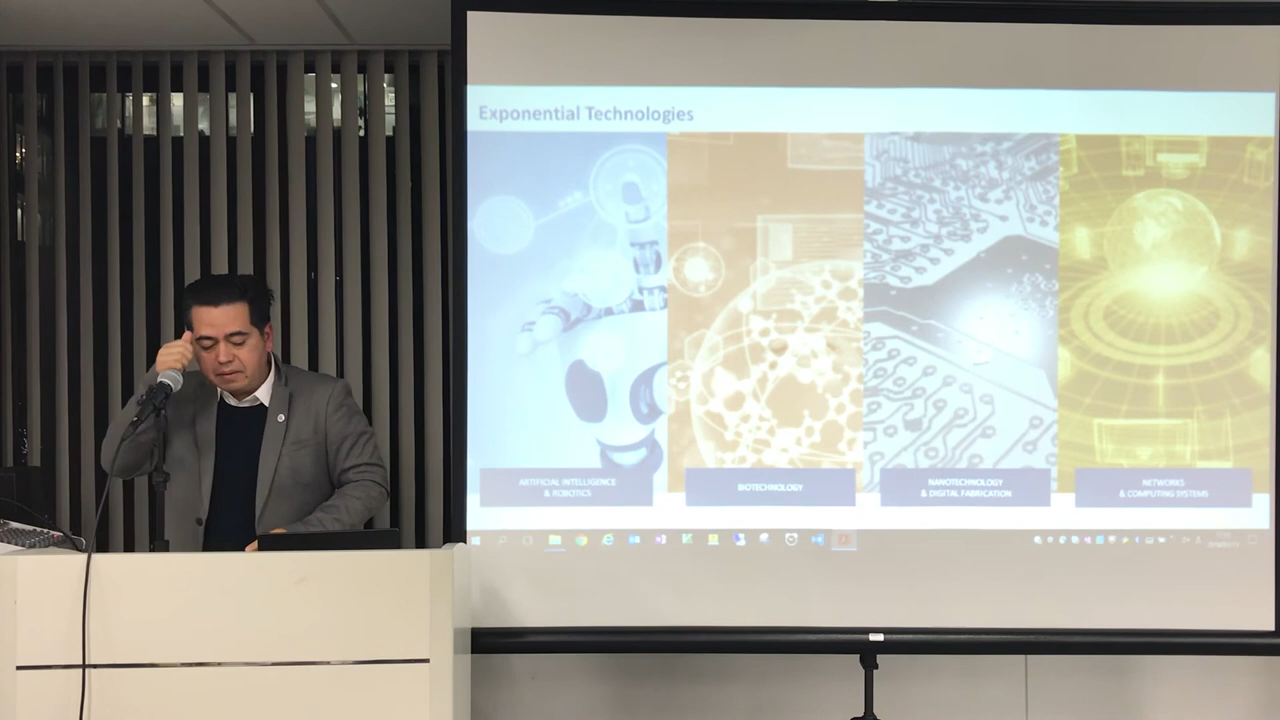 Exponential Technologies
ARTIFICIAL INTELLIGENCE
& ROBOTICS
BIOTECHNOLOGY
NANOTECHNOLOGY
& DIGITAL FABRICATION
NETWORKS
& COMPUTING SYSTEMS